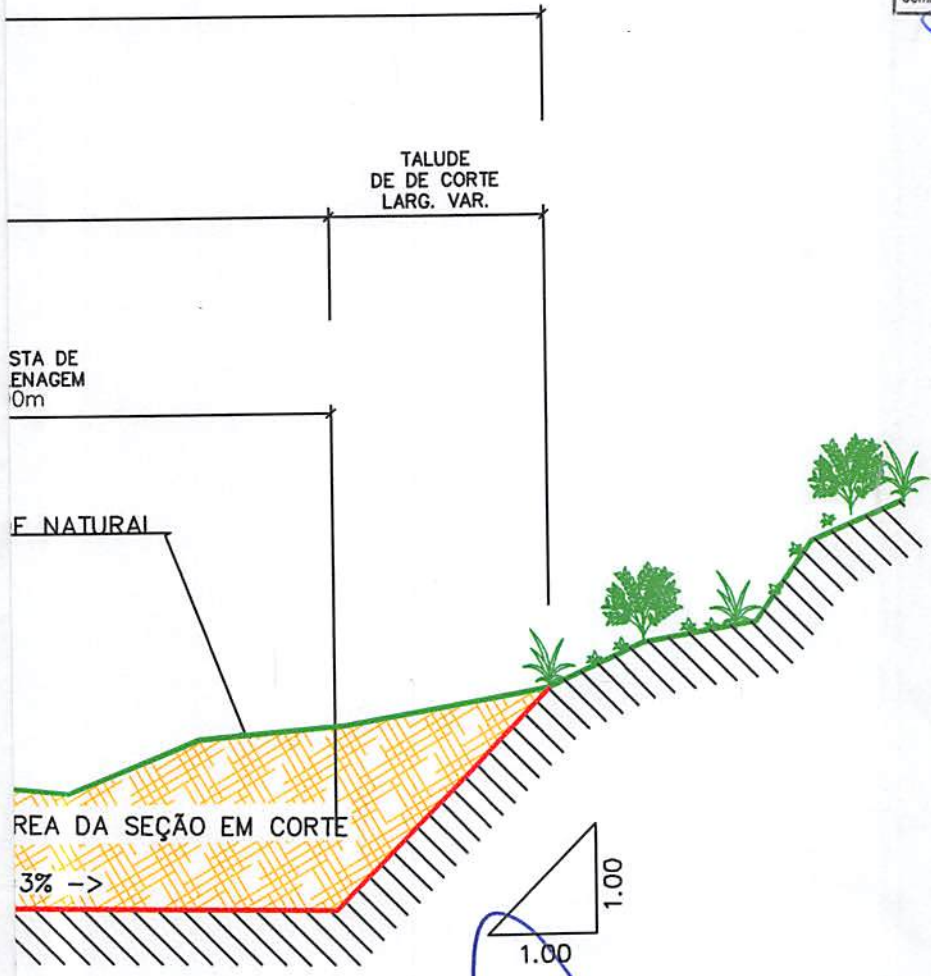 TALUDE
DE DE CORTE
LARG. VAR.
STA DE
ENAGEM
0m
NATURAL
REA DA SEÇÃO EM CORTE
3% ->
1.00
1.00